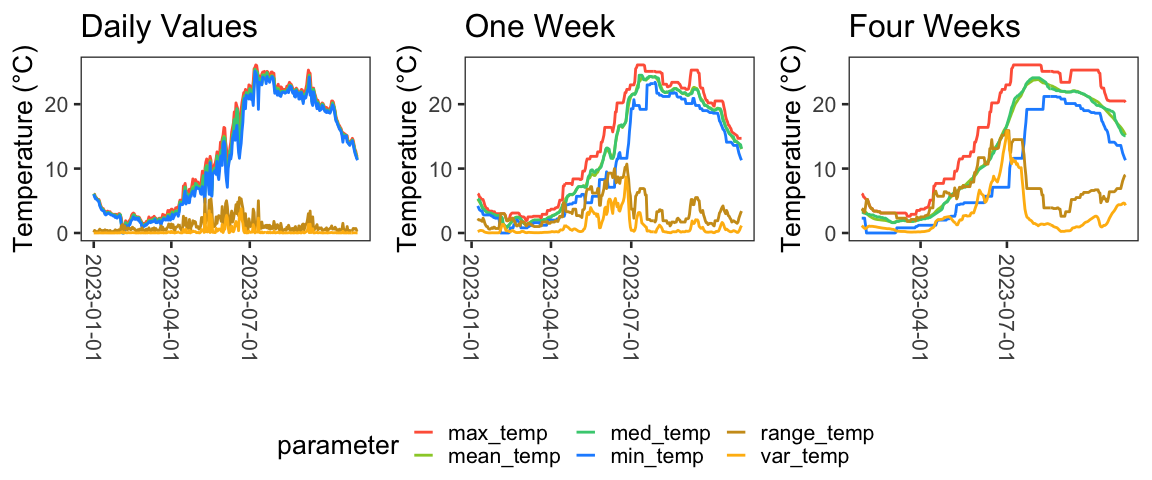 Daily Values
One Week
Four Weeks
Temperature (°C)
20
10
0
2023-01-01
2023-04-01
2023-07-01
Temperature (°C)
20
10
0
2023-01-01
2023-04-01
2023-07-01
Temperature (°C)
20
10
0
2023-04-01
2023-07-01
parameter
max_temp
med_temp
range_temp
mean_temp
min_temp
var_temp